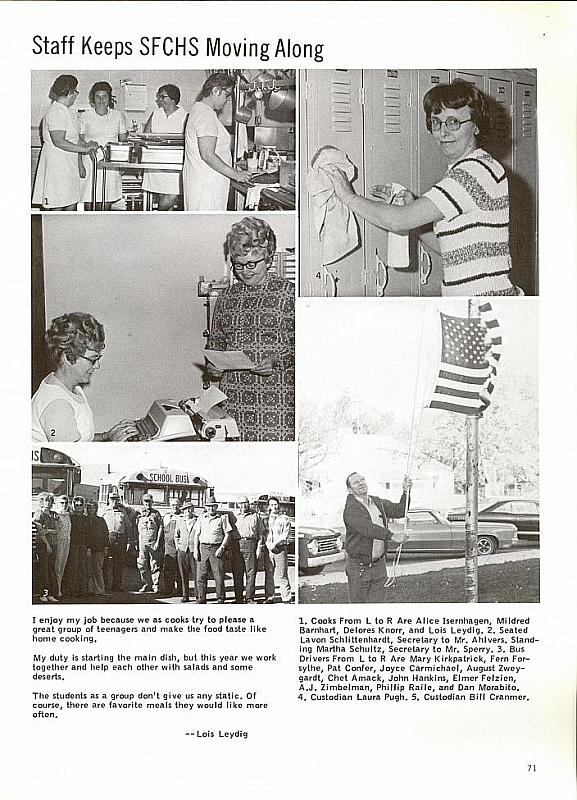 Staff Keeps SFCHS Moving Along
1
4
2
US
SCHOOL BUS
3
I enjoy my job because we as cooks try to please a
great group of teenagers and make the food taste like
home cooking.
My duty is starting the main dish, but this year we work
together and help each other with salads and some
deserts.
The students as a group don't give us any static. Of
course, there are favorite meals they would like more
often.
--Lois Leydig
1. Cooks From L to R Are Alice Isernhagen, Mildred
Barnhart, Delores Knorr, and Lois Leydig. 2. Seated
Lavon Schlittenhardt, Secretary to Mr. Ahlvers. Stand-
ing Martha Schultz, Secretary to Mr. Sperry. 3. Bus
Drivers From L to R Are Mary Kirkpatrick, Fern For-
sythe, Pat Confer, Joyce Carmichael, August Zwey-
gardt, Chet Amack, John Hankins, Elmer Felzien,
A.J. Zimbelman, Phillip Raile, and Dan Morabito.
4. Custodian Laura Pugh. 5. Custodian Bill Cranmer.
71